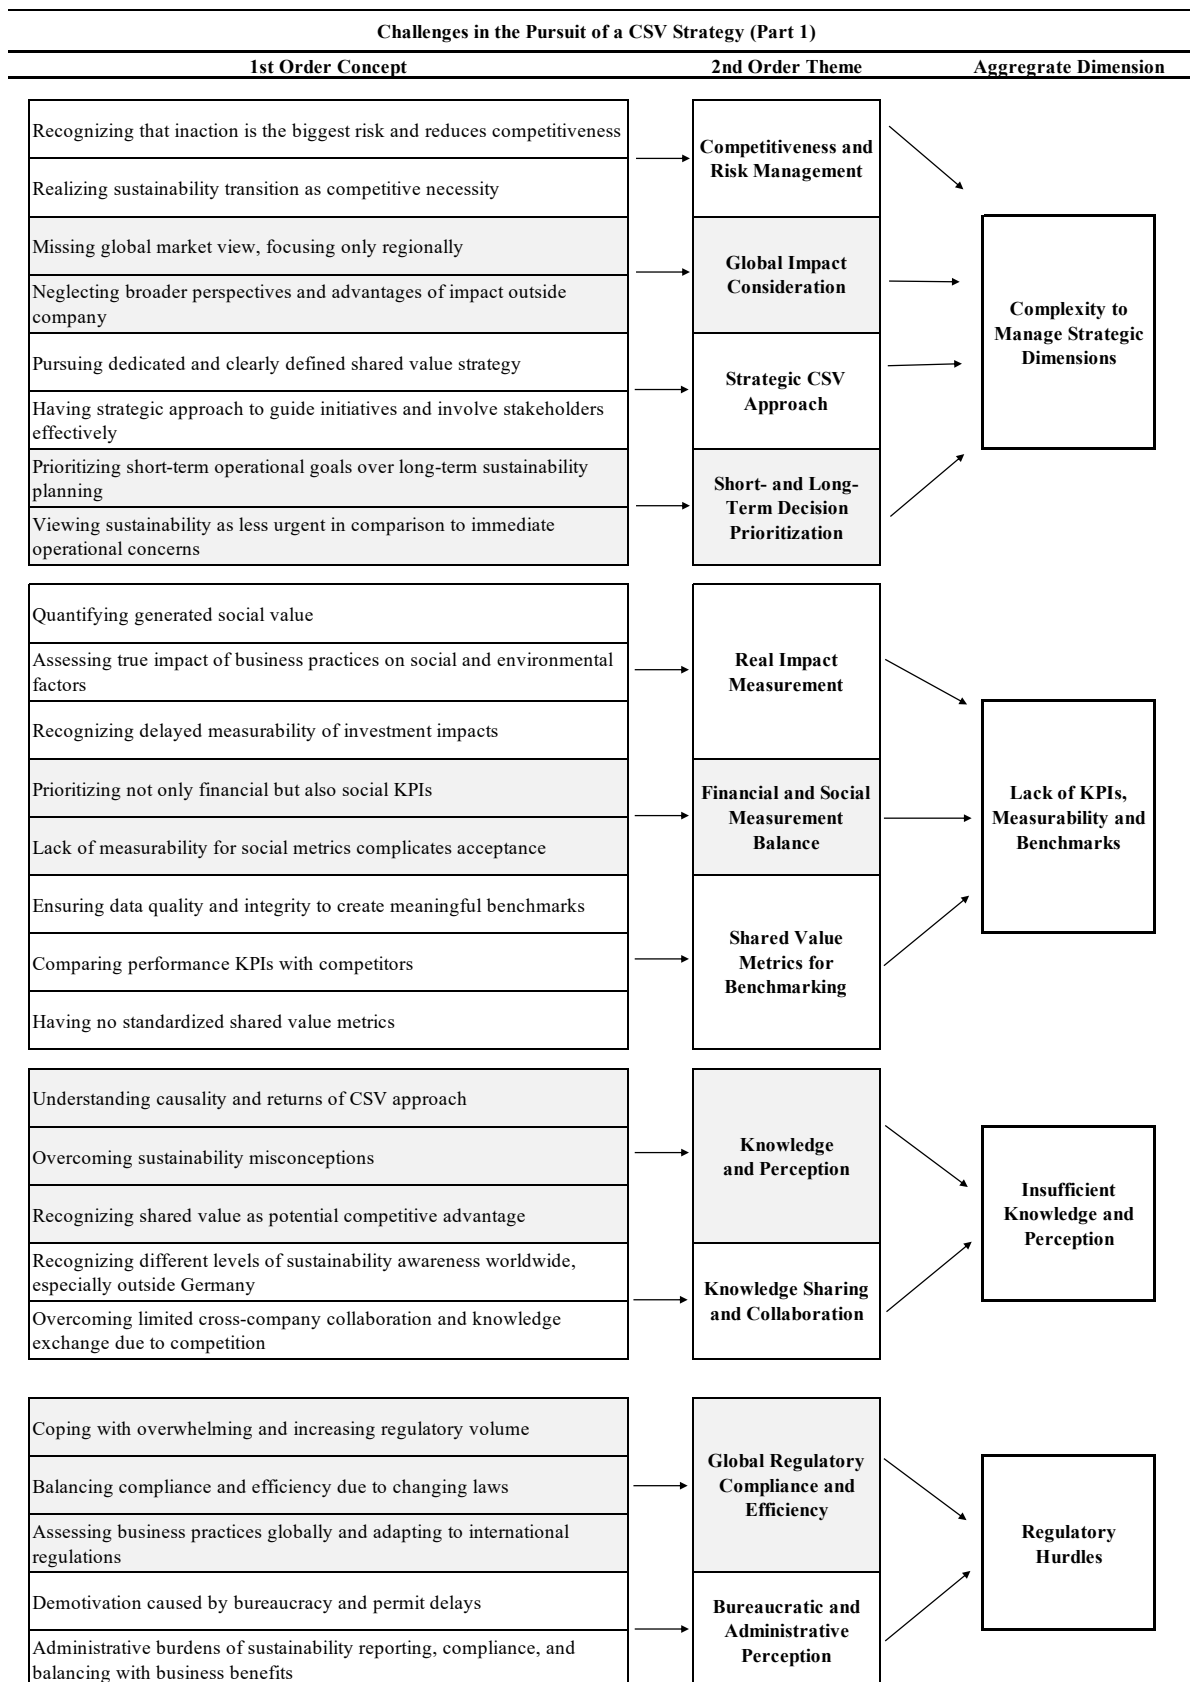 Challenges in the Pursuit of a CSV Strategy (Part 1)
1st Order Concept
2nd Order Theme
Aggregrate Dimension
Recognizing that inaction is the biggest risk and reduces competitiveness
Realizing sustainability transition as competitive necessity
Competitiveness and
Risk Management
Missing global market view, focusing only regionally
Neglecting broader perspectives and advantages of impact outside
company
Global Impact
Consideration
Pursuing dedicated and clearly defined shared value strategy
Having strategic approach to guide initiatives and involve stakeholders
effectively
Strategic CSV
Approach
Prioritizing short-term operational goals over long-term sustainability
planning
Viewing sustainability as less urgent in comparison to immediate
operational concerns
Short- and Long-
Term Decision
Prioritization
Complexity to
Manage Strategic
Dimensions
Quantifying generated social value
Assessing true impact of business practices on social and environmental
factors
Recognizing delayed measurability of investment impacts
Real Impact
Measurement
Prioritizing not only financial but also social KPIs
Lack of measurability for social metrics complicates acceptance
Financial and Social
Measurement
Balance
Ensuring data quality and integrity to create meaningful benchmarks
Comparing performance KPIs with competitors
Having no standardized shared value metrics
Shared Value
Metrics for
Benchmarking
Lack of KPIs,
Measurability and
Benchmarks
Understanding causality and returns of CSV approach
Overcoming sustainability misconceptions
Recognizing shared value as potential competitive advantage
Knowledge
and Perception
Recognizing different levels of sustainability awareness worldwide,
especially outside Germany
Overcoming limited cross-company collaboration and knowledge
exchange due to competition
Knowledge Sharing
and Collaboration
Insufficient
Knowledge and
Perception
Coping with overwhelming and increasing regulatory volume
Balancing compliance and efficiency due to changing laws
Assessing business practices globally and adapting to international
regulations
Global Regulatory
Compliance and
Efficiency
Demotivation caused by bureaucracy and permit delays
Administrative burdens of sustainability reporting, compliance, and
balancing with business benefits
Bureaucratic and
Administrative
Perception
Regulatory
Hurdles